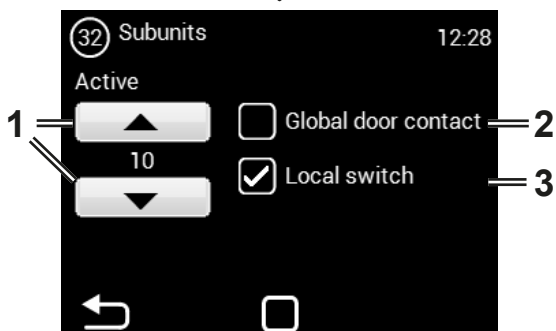 32 Subunits 12:28
Active
1
Global door contact 2
10
Local switch 3